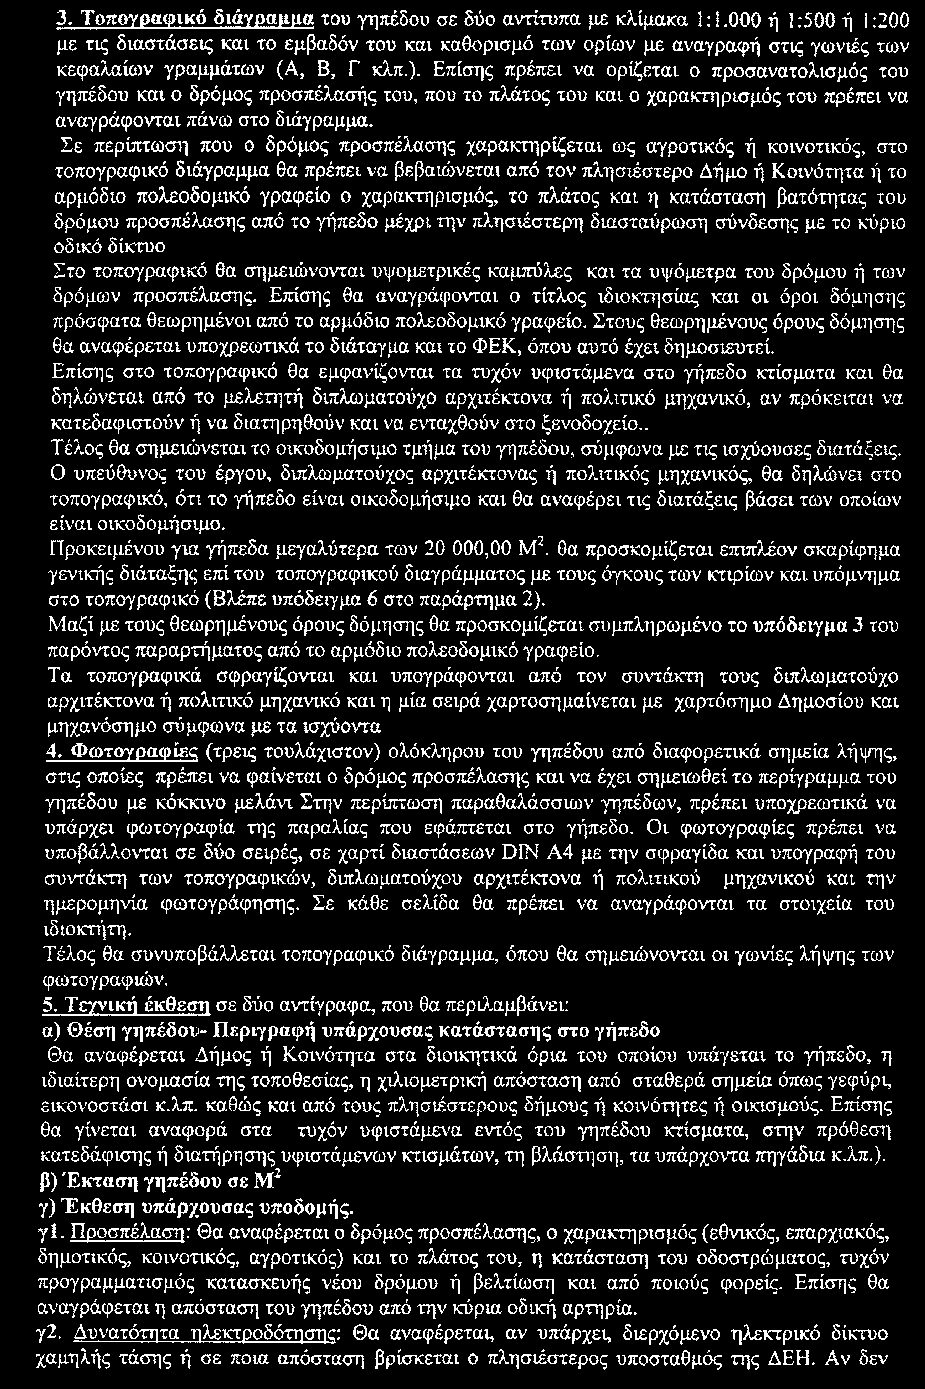 3. Τοπογραφικό διάγραμμα του γηπέδου σε δύο αντίτυπα με κλίμακα 1:1.000 ή 1:500 ή 1:200
με τις διαστάσεις και το εμβαδόν του και καθορισμό των ορίων με αναγραφή στις γωνιές των
κεφαλαίων γραμμάτων (Α, Β, Γ κλπ.). Επίσης πρέπει να ορίζεται ο προσανατολισμός του
γηπέδου και ο δρόμος προσπέλασής του, που το πλάτος του και ο χαρακτηρισμός του πρέπει να
αναγράφονται πάνω στο διάγραμμα.
Σε περίπτωση που ο δρόμος προσπέλασης χαρακτηρίζεται ως αγροτικός ή κοινοτικός, στο
τοπογραφικό διάγραμμα θα πρέπει να βεβαιώνεται από τον πλησιέστερο Δήμο ή Κοινότητα ή το
αρμόδιο πολεοδομικό γραφείο ο χαρακτηρισμός, το πλάτος και η κατάσταση βατότητας του
δρόμου προσπέλασης από το γήπεδο μέχρι την πλησιέστερη διασταύρωση σύνδεσης με το κύριο
οδικό δίκτυο
Στο τοπογραφικό θα σημειώνονται υψομετρικές καμπύλες και τα υψόμετρα του δρόμου ή των
δρόμων προσπέλασης. Επίσης θα αναγράφονται ο τίτλος ιδιοκτησίας και οι όροι δόμησης
πρόσφατα θεωρημένοι από το αρμόδιο πολεοδομικό γραφείο. Στους θεωρημένους όρους δόμησης
θα αναφέρεται υποχρεωτικά το διάταγμα και το ΦΕΚ, όπου αυτό έχει δημοσιευτεί.
Επίσης στο τοπογραφικό θα εμφανίζονται τα τυχόν υφιστάμενα στο γήπεδο κτίσματα και θα
δηλώνεται από το μελετητή διπλωματούχο αρχιτέκτονα ή πολιτικό μηχανικό, αν πρόκειται να
κατεδαφιστούν ή να διατηρηθούν και να ενταχθούν στο ξενοδοχείο..
Τέλος θα σημειώνεται το οικοδομήσιμο τμήμα του γηπέδου, σύμφωνα με τις ισχύουσες διατάξεις.
Ο υπεύθυνος του έργου, διπλωματούχος αρχιτέκτονας ή πολιτικός μηχανικός, θα δηλώνει στο
τοπογραφικό, ότι το γήπεδο είναι οικοδομήσιμο και θα αναφέρει τις διατάξεις βάσει των οποίων
είναι οικοδομήσιμο.
Προκειμένου για γήπεδα μεγαλύτερα των 20 000,00 Μ². θα προσκομίζεται επιπλέον σκαρίφημα
γενικής διάταξης επί του τοπογραφικού διαγράμματος με τους όγκους των κτιρίων και υπόμνημα
στο τοπογραφικό (Βλέπε υπόδειγμα 6 στο παράρτημα 2).
Μαζί με τους θεωρημένους όρους δόμησης θα προσκομίζεται συμπληρωμένο το υπόδειγμα 3 του
παρόντος παραρτήματος από το αρμόδιο πολεοδομικό γραφείο.
Τα τοπογραφικά σφραγίζονται και υπογράφονται από τον συντάκτη τους διπλωματούχο
αρχιτέκτονα ή πολιτικό μηχανικό και η μία σειρά χαρτοσημαίνεται με χαρτόσημο Δημοσίου και
μηχανόσημο σύμφωνα με τα ισχύοντα
4. Φωτογραφίες (τρεις τουλάχιστον) ολόκληρου του γηπέδου από διαφορετικά σημεία λήψης,
στις οποίες πρέπει να φαίνεται ο δρόμος προσπέλασης και να έχει σημειωθεί το περίγραμμα του
γηπέδου με κόκκινο μελάνι Στην περίπτωση παραθαλάσσιων γηπέδων, πρέπει υποχρεωτικά να
υπάρχει φωτογραφία της παραλίας που εφάπτεται στο γήπεδο. Οι φωτογραφίες πρέπει να
υποβάλλονται σε δύο σειρές, σε χαρτί διαστάσεων DIN A4 με την σφραγίδα και υπογραφή του
συντάκτη των τοπογραφικών, διπλωματούχου αρχιτέκτονα ή πολιτικού μηχανικού και την
ημερομηνία φωτογράφησης. Σε κάθε σελίδα θα πρέπει να αναγράφονται τα στοιχεία του
ιδιοκτήτη.
Τέλος θα συνυποβάλλεται τοπογραφικό διάγραμμα, όπου θα σημειώνονται οι γωνίες λήψης των
φωτογραφιών.
5. Τεχνική έκθεση σε δύο αντίγραφα, που θα περιλαμβάνει:
α) Θέση γηπέδου- Περιγραφή υπάρχουσας κατάστασης στο γήπεδο
Θα αναφέρεται Δήμος ή Κοινότητα στα διοικητικά όρια του οποίου υπάγεται το γήπεδο, η
ιδιαίτερη ονομασία της τοποθεσίας, η χιλιομετρική απόσταση από σταθερά σημεία όπως γεφύρι,
εικονοστάσι κ.λπ. καθώς και από τους πλησιέστερους δήμους ή κοινότητες ή οικισμούς. Επίσης
θα γίνεται αναφορά στα τυχόν υφιστάμενα εντός του γηπέδου κτίσματα, στην πρόθεση
κατεδάφισης ή διατήρησης υφιστάμενων κτισμάτων, τη βλάστηση, τα υπάρχοντα πηγάδια κ.λπ.).
β) Έκταση γηπέδου σε Μ²
γ) Έκθεση υπάρχουσας υποδομής.
γ1. Προσπέλαση: Θα αναφέρεται ο δρόμος προσπέλασης, ο χαρακτηρισμός (εθνικός, επαρχιακός,
δημοτικός, κοινοτικός, αγροτικός) και το πλάτος του, η κατάσταση του οδοστρώματος, τυχόν
προγραμματισμός κατασκευής νέου δρόμου ή βελτίωση και από ποιούς φορείς. Επίσης θα
αναγράφεται η απόσταση του γηπέδου από την κύρια οδική αρτηρία.
γ2. Δυνατότητα ηλεκτροδότησης: Θα αναφέρεται, αν υπάρχει, διερχόμενο ηλεκτρικό δίκτυο
χαμηλής τάσης ή σε ποια απόσταση βρίσκεται ο πλησιέστερος υποσταθμός της ΔΕΗ. Αν δεν